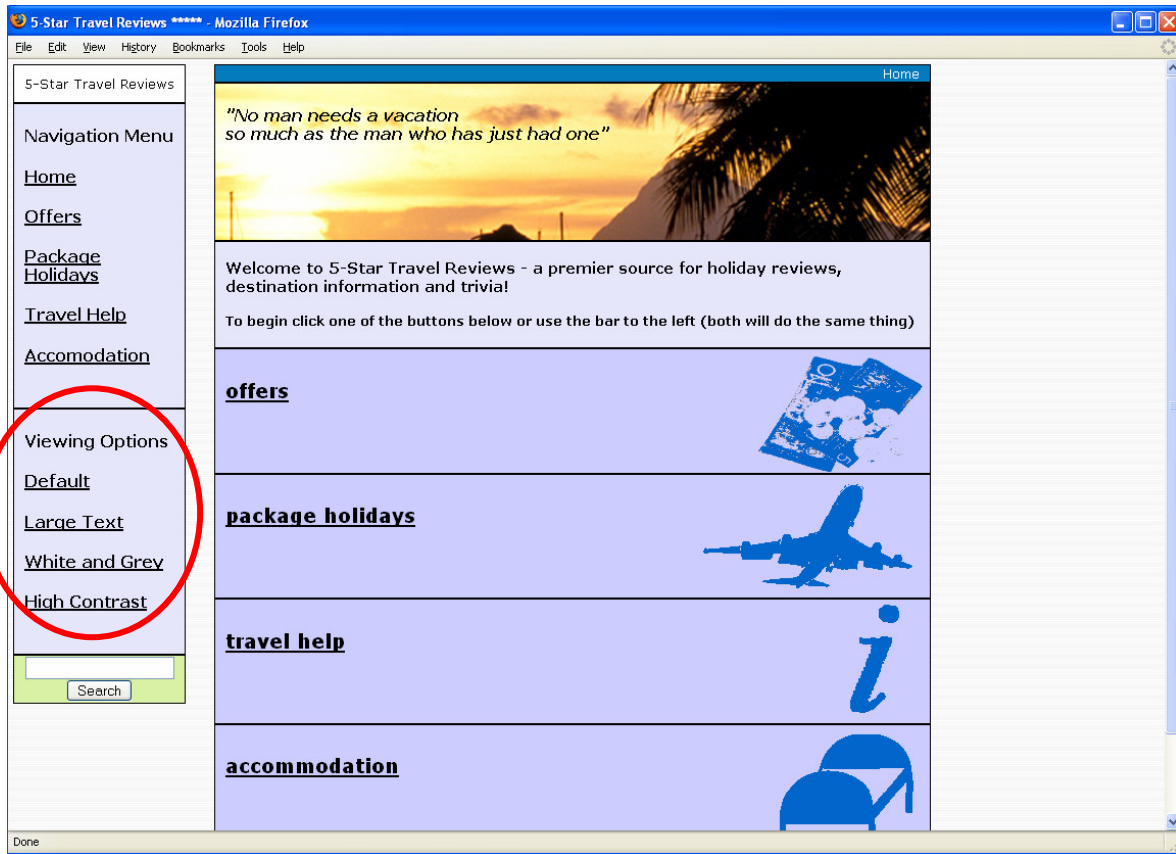 5-Star Travel Reviews ***** - Mozilla Firefox
File Edit View History Bookmarks Tools Help
5-Star Travel Reviews
Navigation Menu
Home
Offers
Package
Holidays
Travel Help
Accomodation
Viewing Options
Default
Large Text
White and Grey
High Contrast
Search
Home
"No man needs a vacation
so much as the man who has just had one"
Welcome to 5-Star Travel Reviews - a premier source for holiday reviews,
destination information and trivia!
To begin click one of the buttons below or use the bar to the left (both will do the same thing)
offers
10
5
package holidays
travel help
i
accommodation
Done